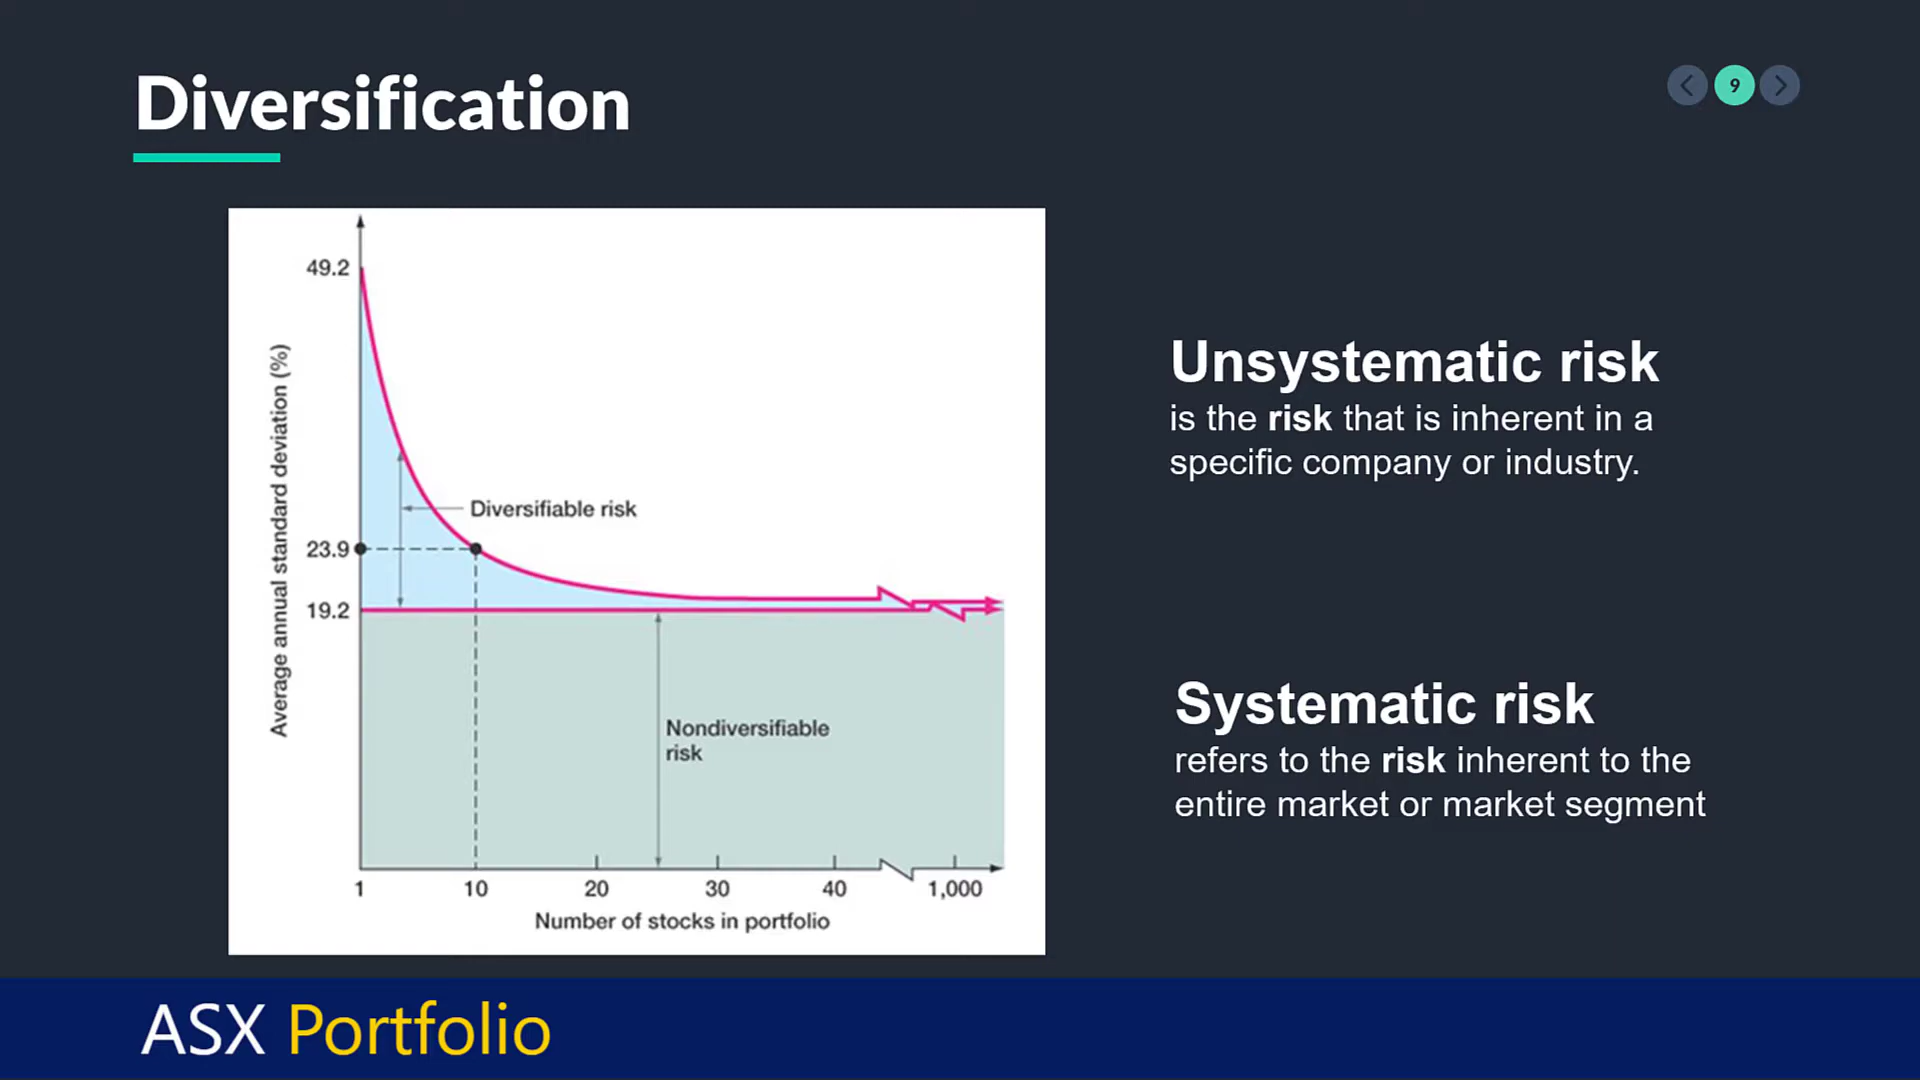 Diversification
9
49.2
23.9
19.2
Average annual standard deviation (%)
Diversifiable risk
Nondiversifiable
risk
1 10 20 30 40 1,000
Number of stocks in portfolio
Unsystematic risk
is the risk that is inherent in a
specific company or industry.
Systematic risk
refers to the risk inherent to the
entire market or market segment
ASX Portfolio